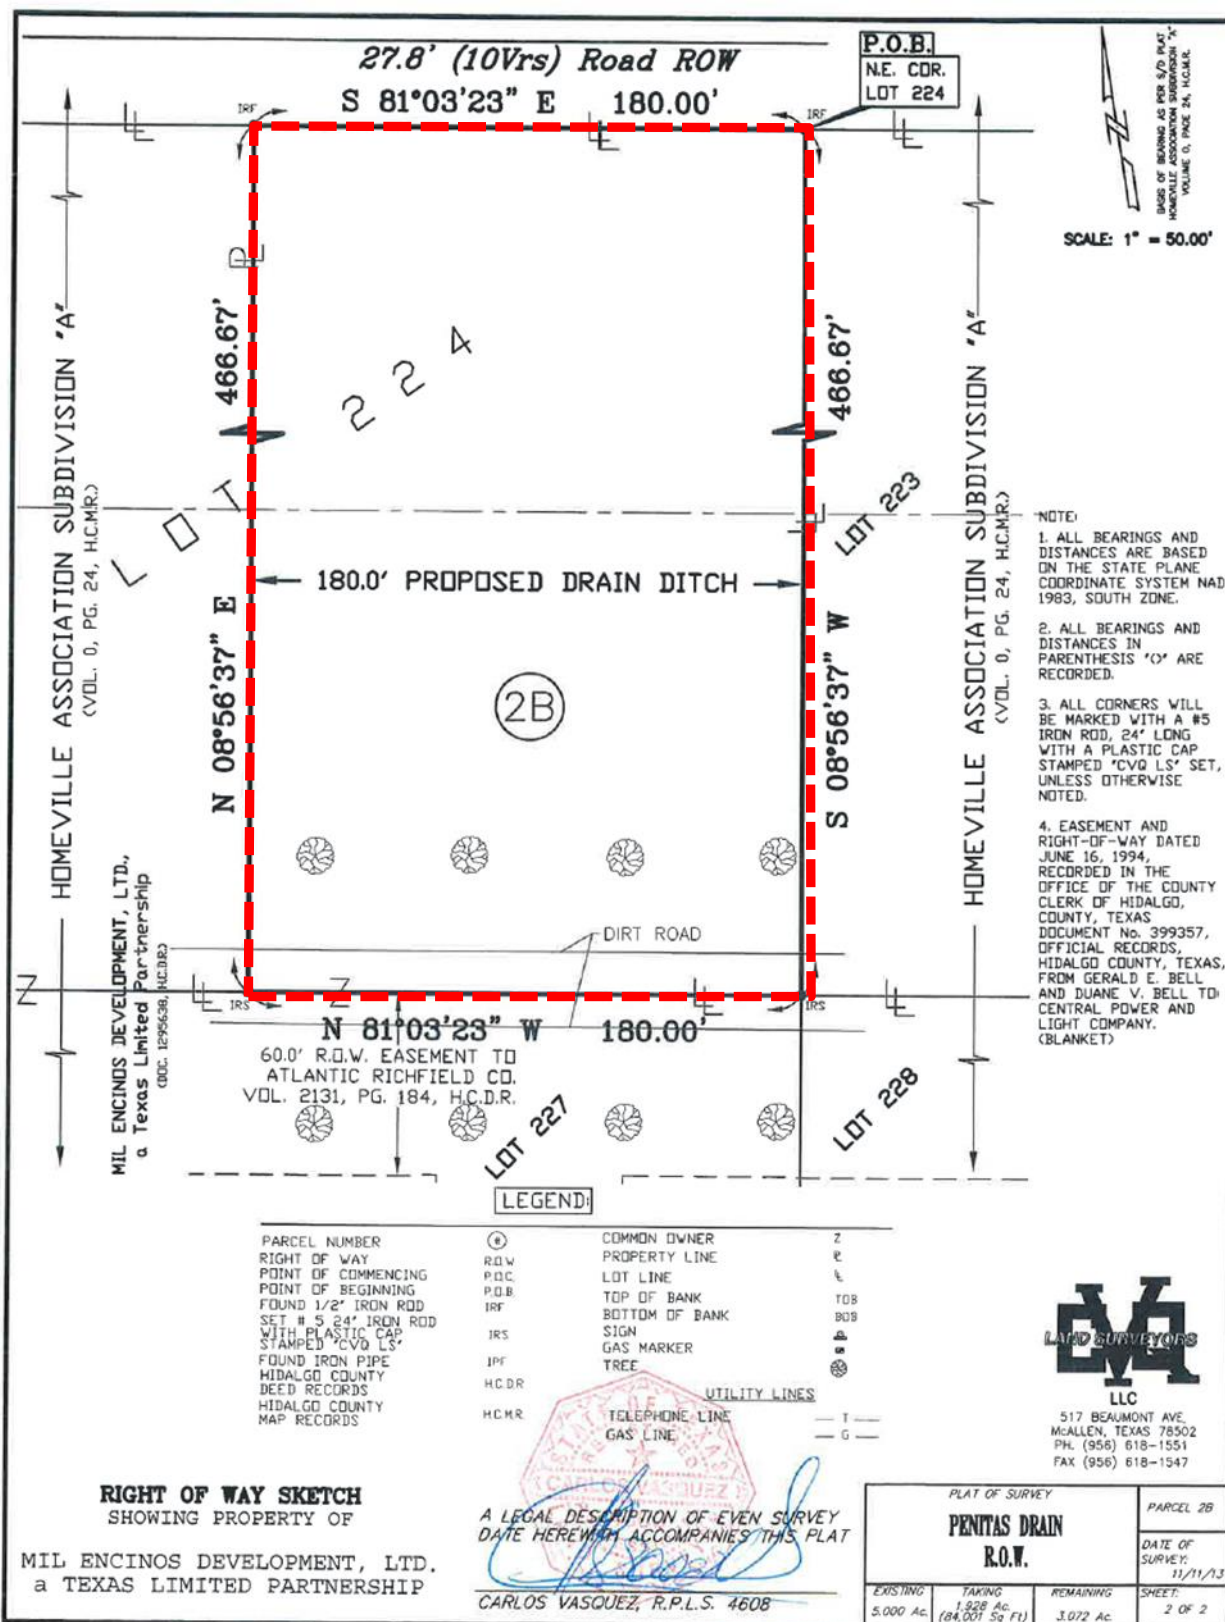 27.8' (10Vrs) Road ROW
S 81°03'23" E 180.00'
P.O.B.
N.E. COR.
LOT 224
IRF
IRF
BASIS OF BEARING AS PER S/D PLAT
HOMEVILLE ASSOCIATION SUBDIVISION "A"
VOLUME 0, PAGE 24, H.C.M.R.
SCALE: 1" = 50.00'
HOMEVILLE ASSOCIATION SUBDIVISION "A"
(VOL. 0, PG. 24, H.C.M.R.)
466.67'
N 08°56'37" E
LOT 224
466.67'
S 08°56'37" W
HOMEVILLE ASSOCIATION SUBDIVISION "A"
(VOL. 0, PG. 24, H.C.M.R.)
LOT 223
180.0' PROPOSED DRAIN DITCH
2B
NOTE:
1. ALL BEARINGS AND
DISTANCES ARE BASED
ON THE STATE PLANE
COORDINATE SYSTEM NAD
1983, SOUTH ZONE.
2. ALL BEARINGS AND
DISTANCES IN
PARENTHESIS "()" ARE
RECORDED.
3. ALL CORNERS WILL
BE MARKED WITH A #5
IRON ROD, 24" LONG
WITH A PLASTIC CAP
STAMPED "CVQ LS" SET,
UNLESS OTHERWISE
NOTED.
4. EASEMENT AND
RIGHT-OF-WAY DATED
JUNE 16, 1994,
RECORDED IN THE
OFFICE OF THE COUNTY
CLERK OF HIDALGO,
COUNTY, TEXAS
DOCUMENT No. 399357,
OFFICIAL RECORDS,
HIDALGO COUNTY, TEXAS,
FROM GERALD E. BELL
AND DUANE V. BELL TO
CENTRAL POWER AND
LIGHT COMPANY.
(BLANKET)
MIL ENCINOS DEVELOPMENT, LTD.,
a Texas Limited Partnership
(DOC. 1295638, H.C.D.R.)
DIRT ROAD
Z
Z
IRS
IRS
N 81°03'23" W 180.00'
60.0' R.O.W. EASEMENT TO
ATLANTIC RICHFIELD CO.
VOL. 2131, PG. 184, H.C.D.R.
LOT 227
LOT 228
LEGEND:
PARCEL NUMBER #
RIGHT OF WAY R.O.W
POINT OF COMMENCING P.O.C.
POINT OF BEGINNING P.O.B.
FOUND 1/2" IRON ROD IRF
SET # 5 24" IRON ROD
WITH PLASTIC CAP IRS
STAMPED "CVQ LS"
FOUND IRON PIPE IPF
HIDALGO COUNTY
DEED RECORDS H.C.D.R
HIDALGO COUNTY
MAP RECORDS H.C.M.R.
COMMON OWNER Z
PROPERTY LINE
LOT LINE
TOP OF BANK TOB
BOTTOM OF BANK BOB
SIGN
GAS MARKER
TREE
UTILITY LINES
TELEPHONE LINE T
GAS LINE G
STATE OF TEXAS
CARLOS VASQUEZ
LAND SURVEYORS
LLC
517 BEAUMONT AVE.
McALLEN, TEXAS 78502
PH. (956) 618-1551
FAX (956) 618-1547
RIGHT OF WAY SKETCH
SHOWING PROPERTY OF
MIL ENCINOS DEVELOPMENT, LTD.
a TEXAS LIMITED PARTNERSHIP
A LEGAL DESCRIPTION OF EVEN SURVEY
DATE HEREWITH ACCOMPANIES THIS PLAT
CARLOS VASQUEZ, R.P.L.S. 4608
PLAT OF SURVEY
PENITAS DRAIN
R.O.W.
PARCEL 2B
DATE OF
SURVEY:
11/11/13
EXISTING
5.000 Ac.
TAKING
1.928 Ac.
(84,001 Sq Ft)
REMAINING
3.072 Ac.
SHEET:
2 OF 2